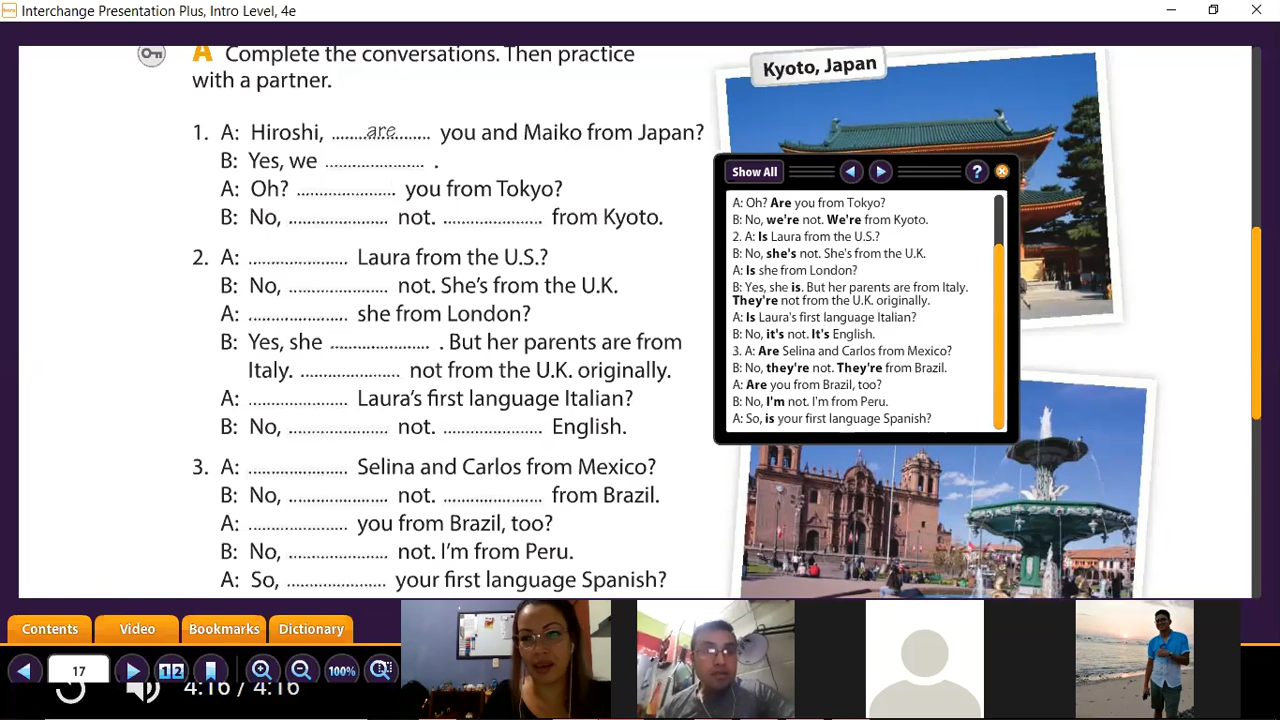 Interchange Presentation Plus, Intro Level, 4e
A Complete the conversations. Then practice
with a partner.
1. A: Hiroshi, ........are........ you and Maiko from Japan?
B: Yes, we .................... .
A: Oh? .................... you from Tokyo?
B: No, .................... not. .................... from Kyoto.
2. A: .................... Laura from the U.S.?
B: No, .................... not. She's from the U.K.
A: .................... she from London?
B: Yes, she .................... . But her parents are from
Italy. .................... not from the U.K. originally.
A: .................... Laura's first language Italian?
B: No, .................... not. .................... English.
3. A: .................... Selina and Carlos from Mexico?
B: No, .................... not. .................... from Brazil.
A: .................... you from Brazil, too?
B: No, .................... not. I'm from Peru.
A: So, .................... your first language Spanish?
Kyoto, Japan
Show All
?
A: Oh? Are you from Tokyo?
B: No, we're not. We're from Kyoto.
2. A: Is Laura from the U.S.?
B: No, she's not. She's from the U.K.
A: Is she from London?
B: Yes, she is. But her parents are from Italy.
They're not from the U.K. originally.
A: Is Laura's first language Italian?
B: No, it's not. It's English.
3. A: Are Selina and Carlos from Mexico?
B: No, they're not. They're from Brazil.
A: Are you from Brazil, too?
B: No, I'm not. I'm from Peru.
A: So, is your first language Spanish?
Contents Video Bookmarks Dictionary
17 12 100%
4:16 / 4:16